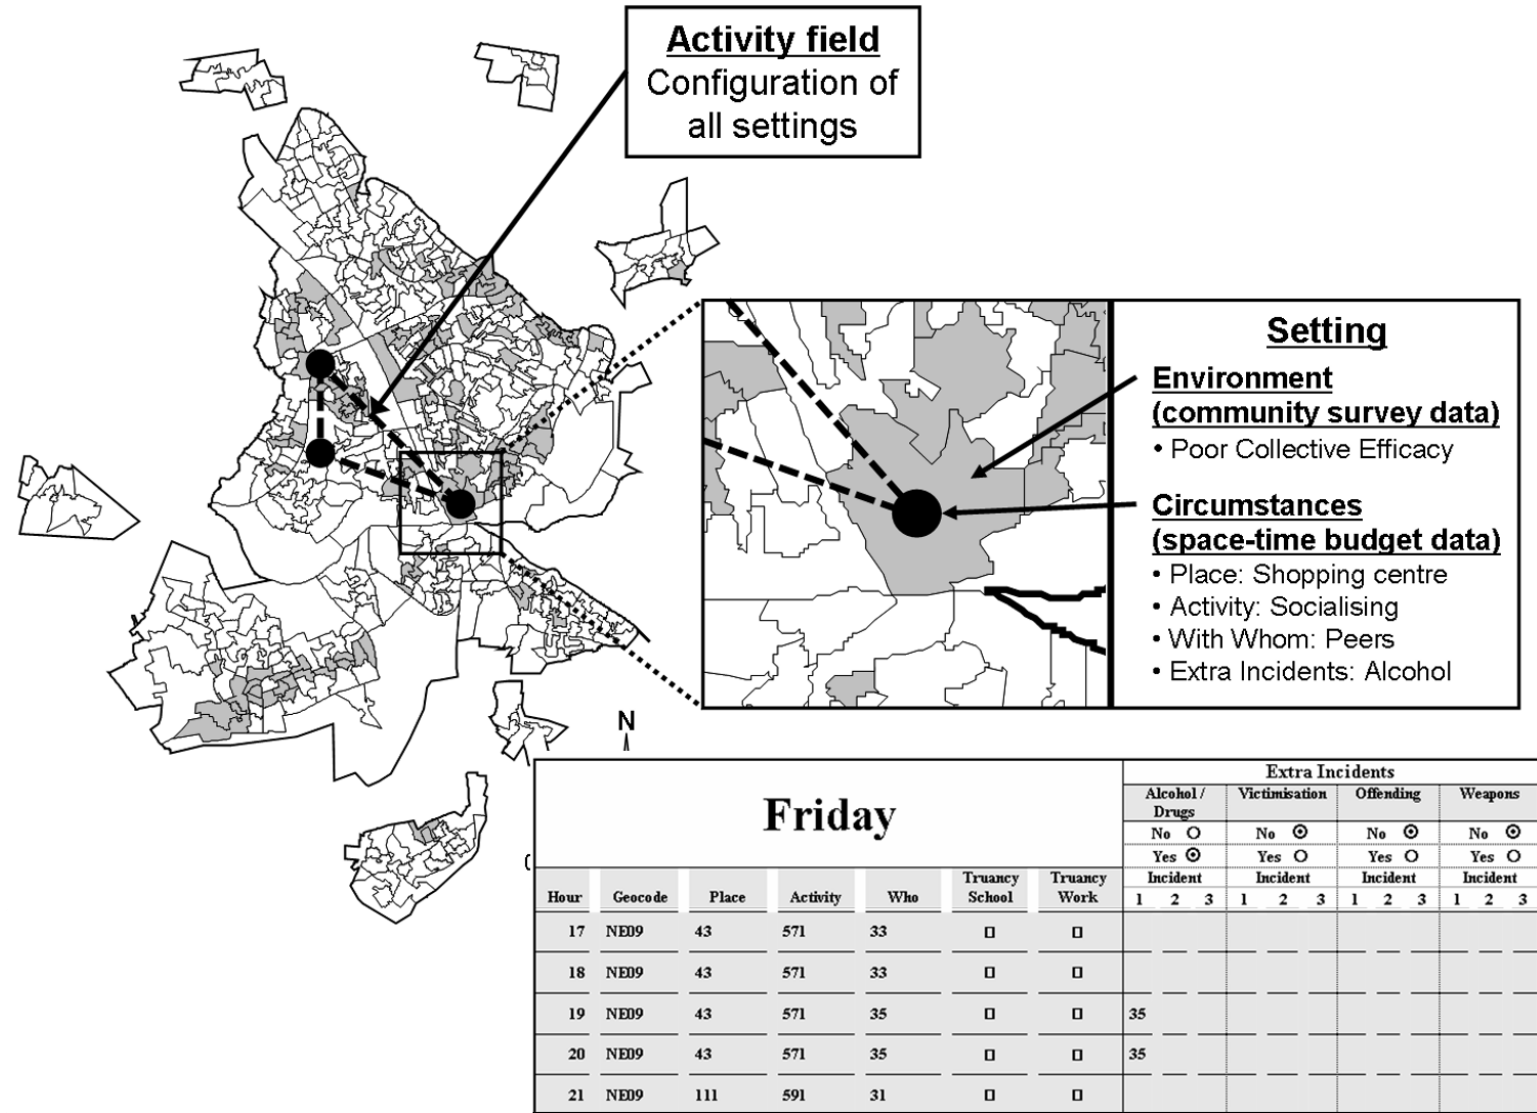 Activity field
Configuration of
all settings
Setting
Environment
(community survey data)
• Poor Collective Efficacy
Circumstances
(space-time budget data)
• Place: Shopping centre
• Activity: Socialising
• With Whom: Peers
• Extra Incidents: Alcohol
N
Friday
Extra Incidents
Alcohol / Victimisation Offending Weapons
Drugs
No No No No
Yes Yes Yes Yes
Incident Incident Incident Incident
Truancy Truancy
Hour Geocode Place Activity Who School Work
1 2 3 1 2 3 1 2 3 1 2 3
17 NE09 43 571 33
18 NE09 43 571 33
19 NE09 43 571 35 35
20 NE09 43 571 35 35
21 NE09 111 591 31